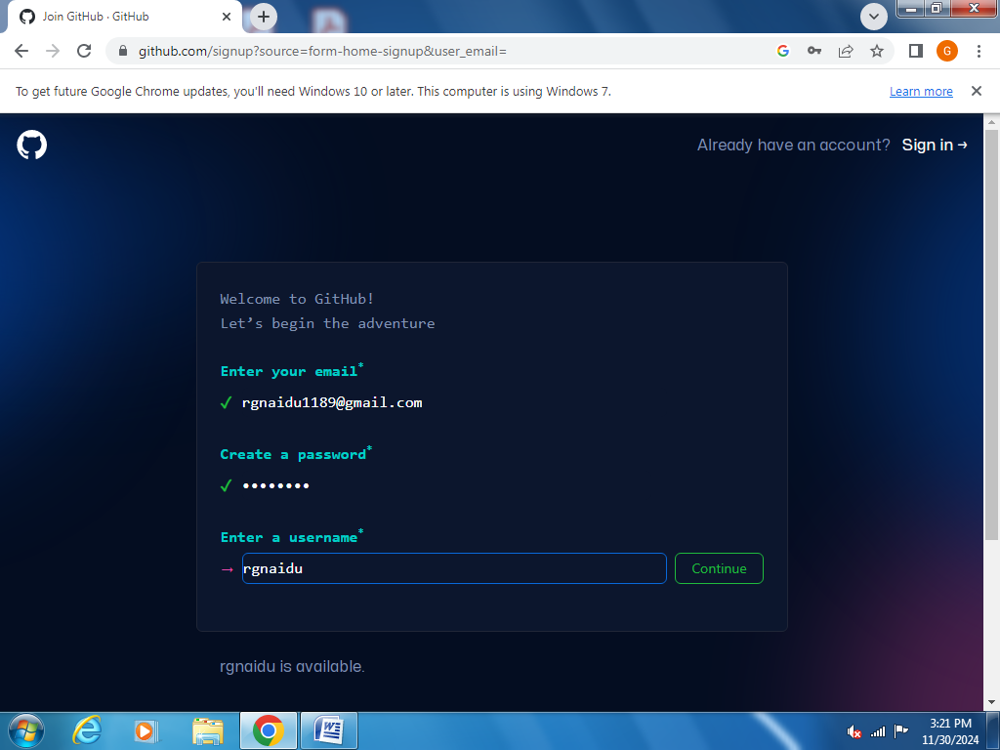 Join GitHub · GitHub
github.com/signup?source=form-home-signup&user_email=
G
To get future Google Chrome updates, you'll need Windows 10 or later. This computer is using Windows 7.
Learn more
Already have an account? Sign in →
Welcome to GitHub!
Let’s begin the adventure
Enter your email*
✓ rgnaidu1189@gmail.com
Create a password*
✓ ••••••••
Enter a username*
→ rgnaidu
Continue
rgnaidu is available.
3:21 PM
11/30/2024